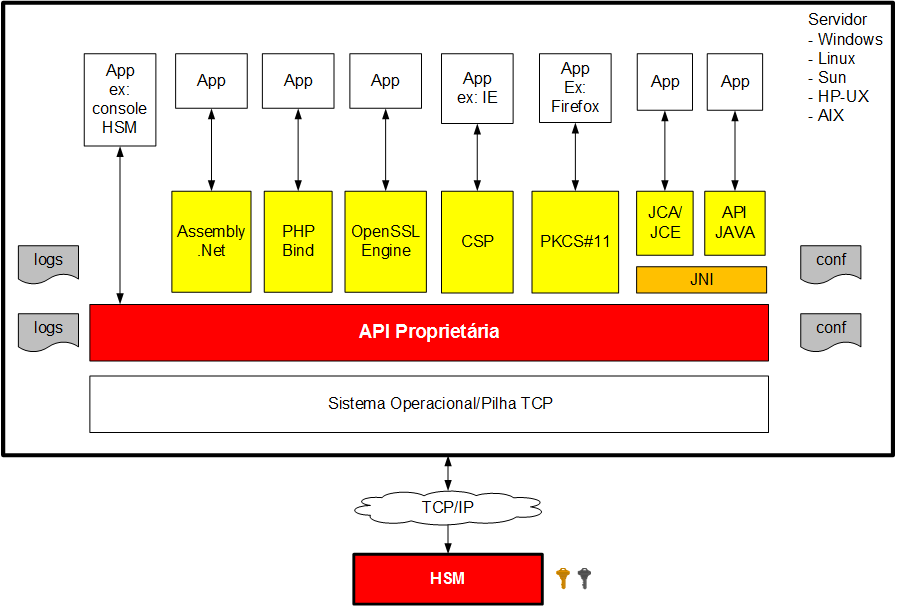 Servidor
- Windows
- Linux
- Sun
- HP-UX
- AIX
App
ex:
console
HSM
App
App
App
App
ex: IE
App
Ex:
Firefox
App
App
Assembly
.Net
PHP
Bind
OpenSSL
Engine
CSP
PKCS#11
JCA/
JCE
API
JAVA
JNI
logs
conf
logs
conf
API Proprietária
Sistema Operacional/Pilha TCP
TCP/IP
HSM